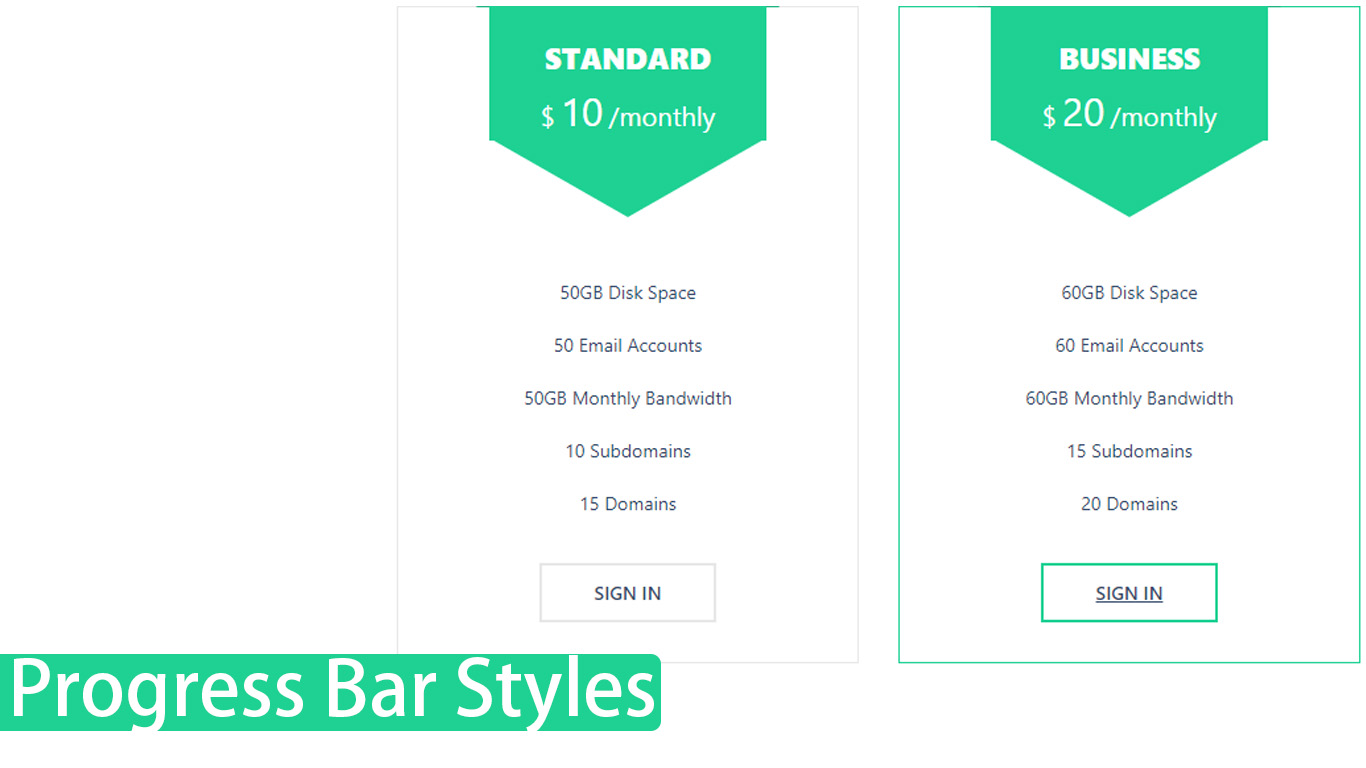 STANDARD
$ 10 /monthly
50GB Disk Space
50 Email Accounts
50GB Monthly Bandwidth
10 Subdomains
15 Domains
SIGN IN
BUSINESS
$ 20 /monthly
60GB Disk Space
60 Email Accounts
60GB Monthly Bandwidth
15 Subdomains
20 Domains
SIGN IN
Progress Bar Styles